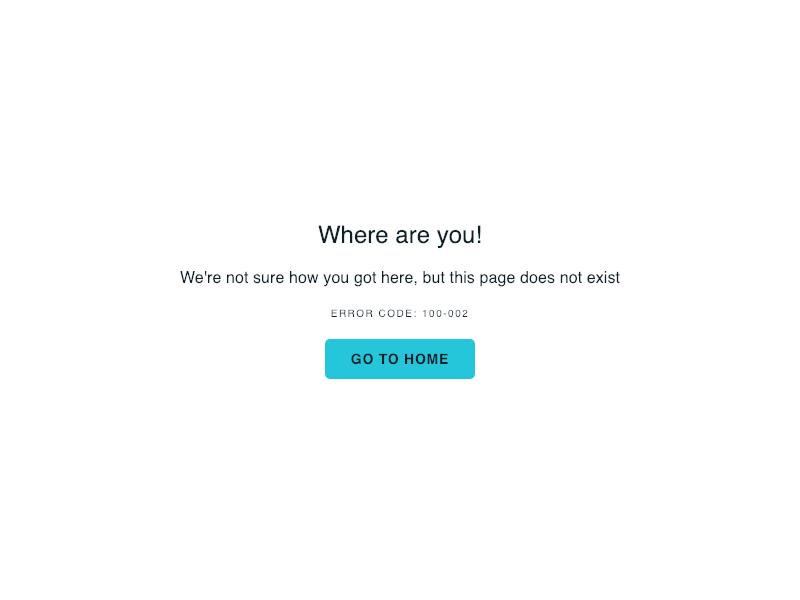 Where are you!
We're not sure how you got here, but this page does not exist
ERROR CODE: 100-002
GO TO HOME